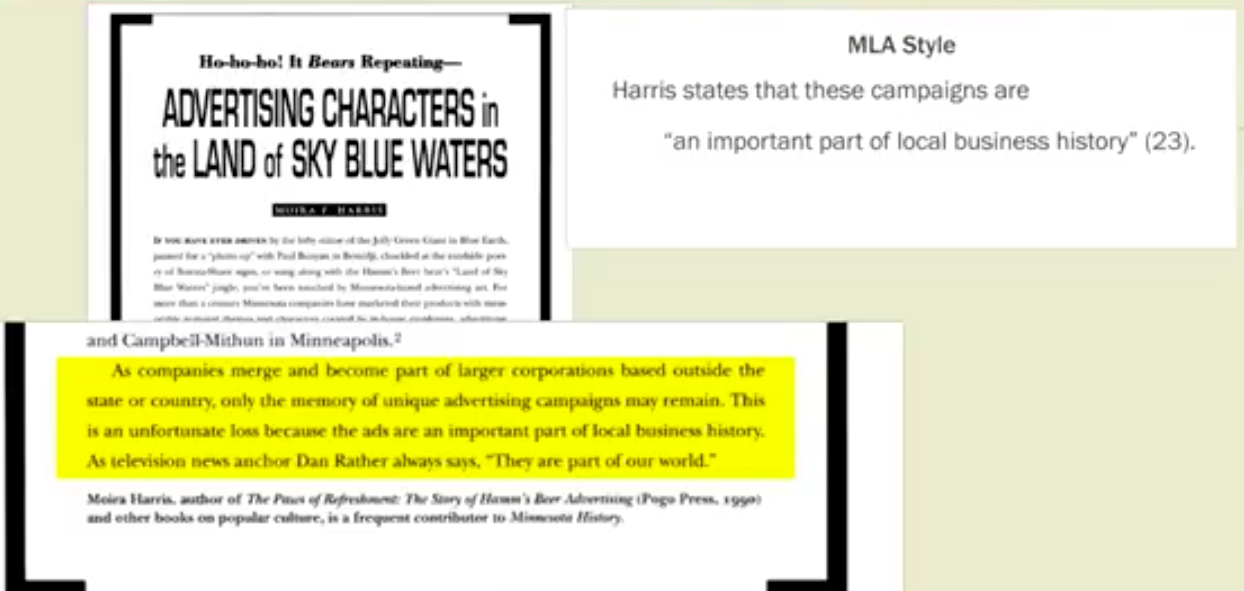 Ho-ho-ho! It Bears Repeating—
ADVERTISING CHARACTERS in
the LAND of SKY BLUE WATERS
MOIRA F. HARRIS
IF YOU HAVE EVER DRIVEN by the lofty statue of the Jolly Green Giant in Blue Earth,
paused for a "photo op" with Paul Bunyan in Bemidji, chuckled at the roadside poet-
ry of Burma-Shave signs, or sung along with the Hamm's Beer bear's "Land of Sky
Blue Waters" jingle, you've been touched by Minnesota-based advertising art. For
more than a century Minnesota companies have marketed their products with
MLA Style
Harris states that these campaigns are
“an important part of local business history” (23).
and Campbell-Mithun in Minneapolis.²
As companies merge and become part of larger corporations based outside the
state or country, only the memory of unique advertising campaigns may remain. This
is an unfortunate loss because the ads are an important part of local business history.
As television news anchor Dan Rather always says, “They are part of our world.”
Moira Harris, author of The Paws of Refreshment: The Story of Hamm's Beer Advertising (Pogo Press, 1990)
and other books on popular culture, is a frequent contributor to Minnesota History.